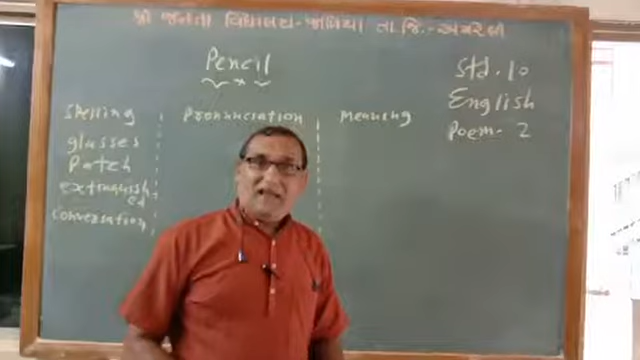 શ્રી જનતા વિદ્યાલય-જાળિયા તા.જિ.-અમરેલી
Pencil
Std. 10
English
Poem- 2
Spelling Pronunciation Meaning
glasses
Patch
extinguish-
ed
Conversation